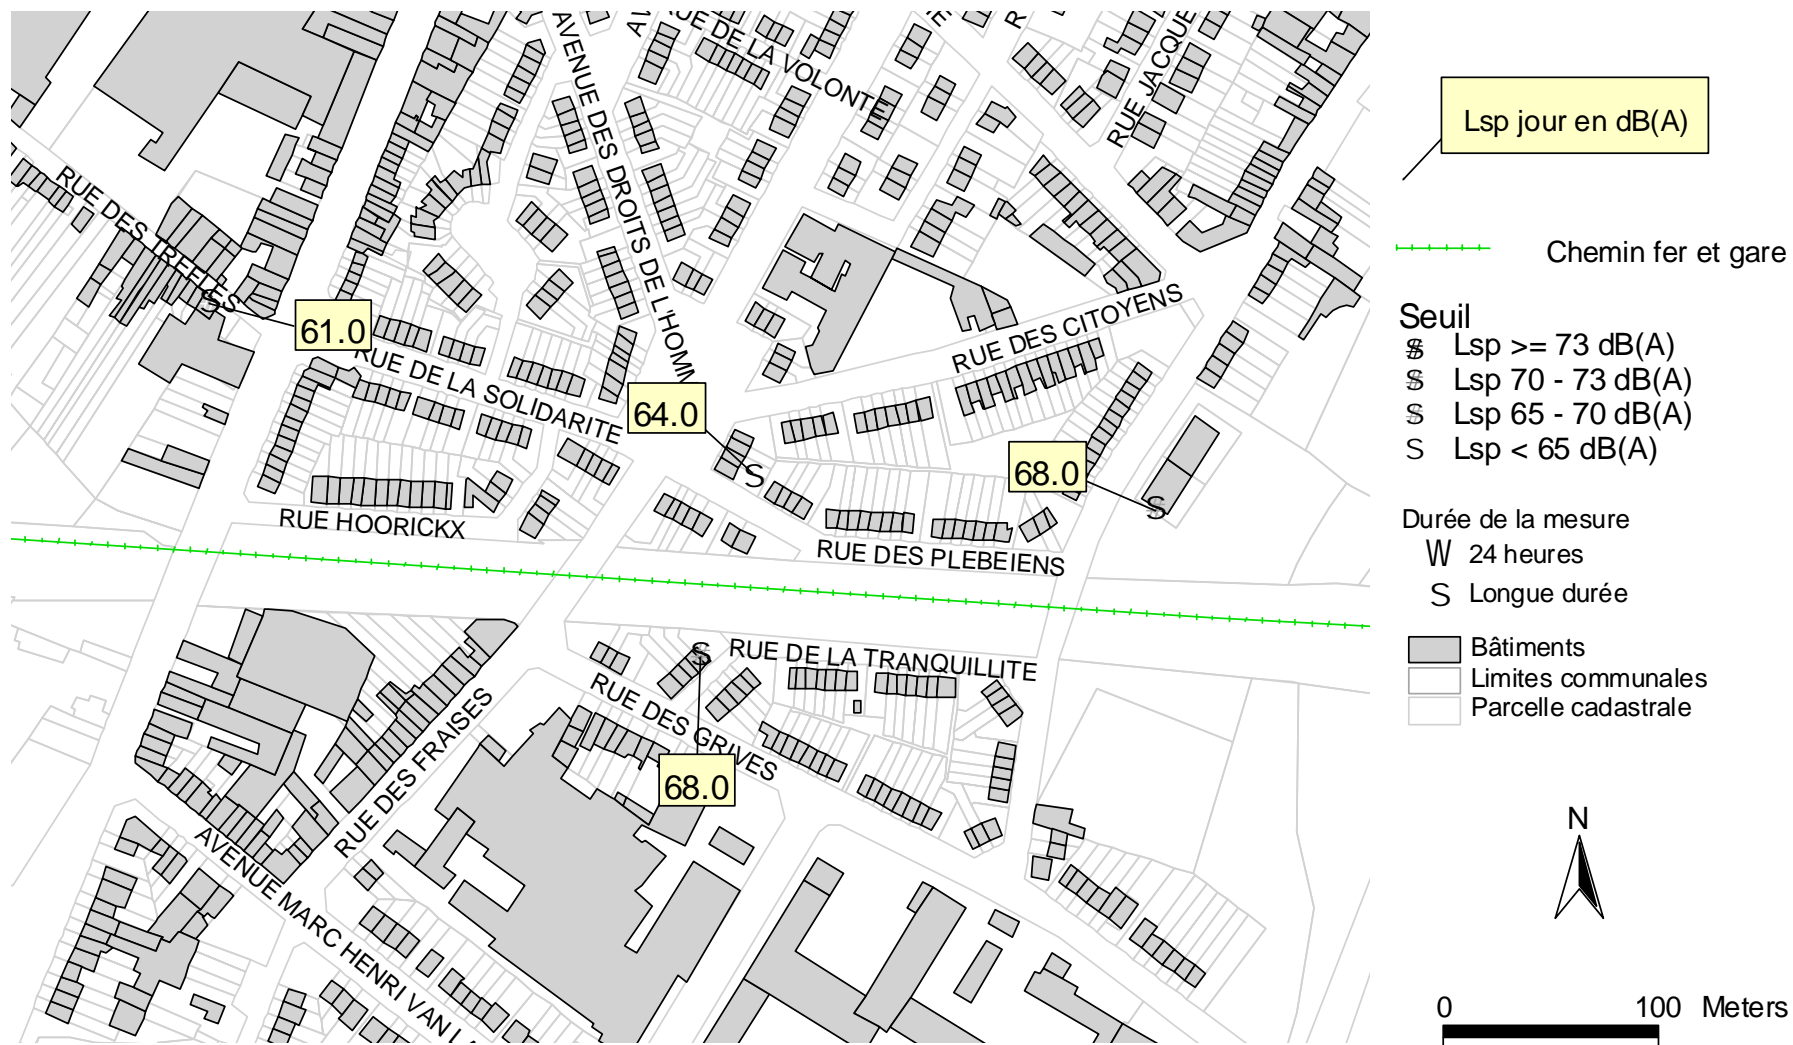 AVENUE DES DROITS DE L'HOMM
RUE DE LA VOLONTE
RUE JACQUE
RUE DES TREFLES
61.0
RUE DE LA SOLIDARITE
64.0
RUE DES CITOYENS
68.0
RUE HOORICKX
RUE DES PLEBEIENS
RUE DE LA TRANQUILLITE
RUE DES GRIVES
68.0
RUE DES FRAISES
AVENUE MARC HENRI VAN LA
Lsp jour en dB(A)
Chemin fer et gare
Seuil
S Lsp >= 73 dB(A)
S Lsp 70 - 73 dB(A)
S Lsp 65 - 70 dB(A)
S Lsp < 65 dB(A)
Durée de la mesure
W 24 heures
S Longue durée
Bâtiments
Limites communales
Parcelle cadastrale
N
0 100 Meters